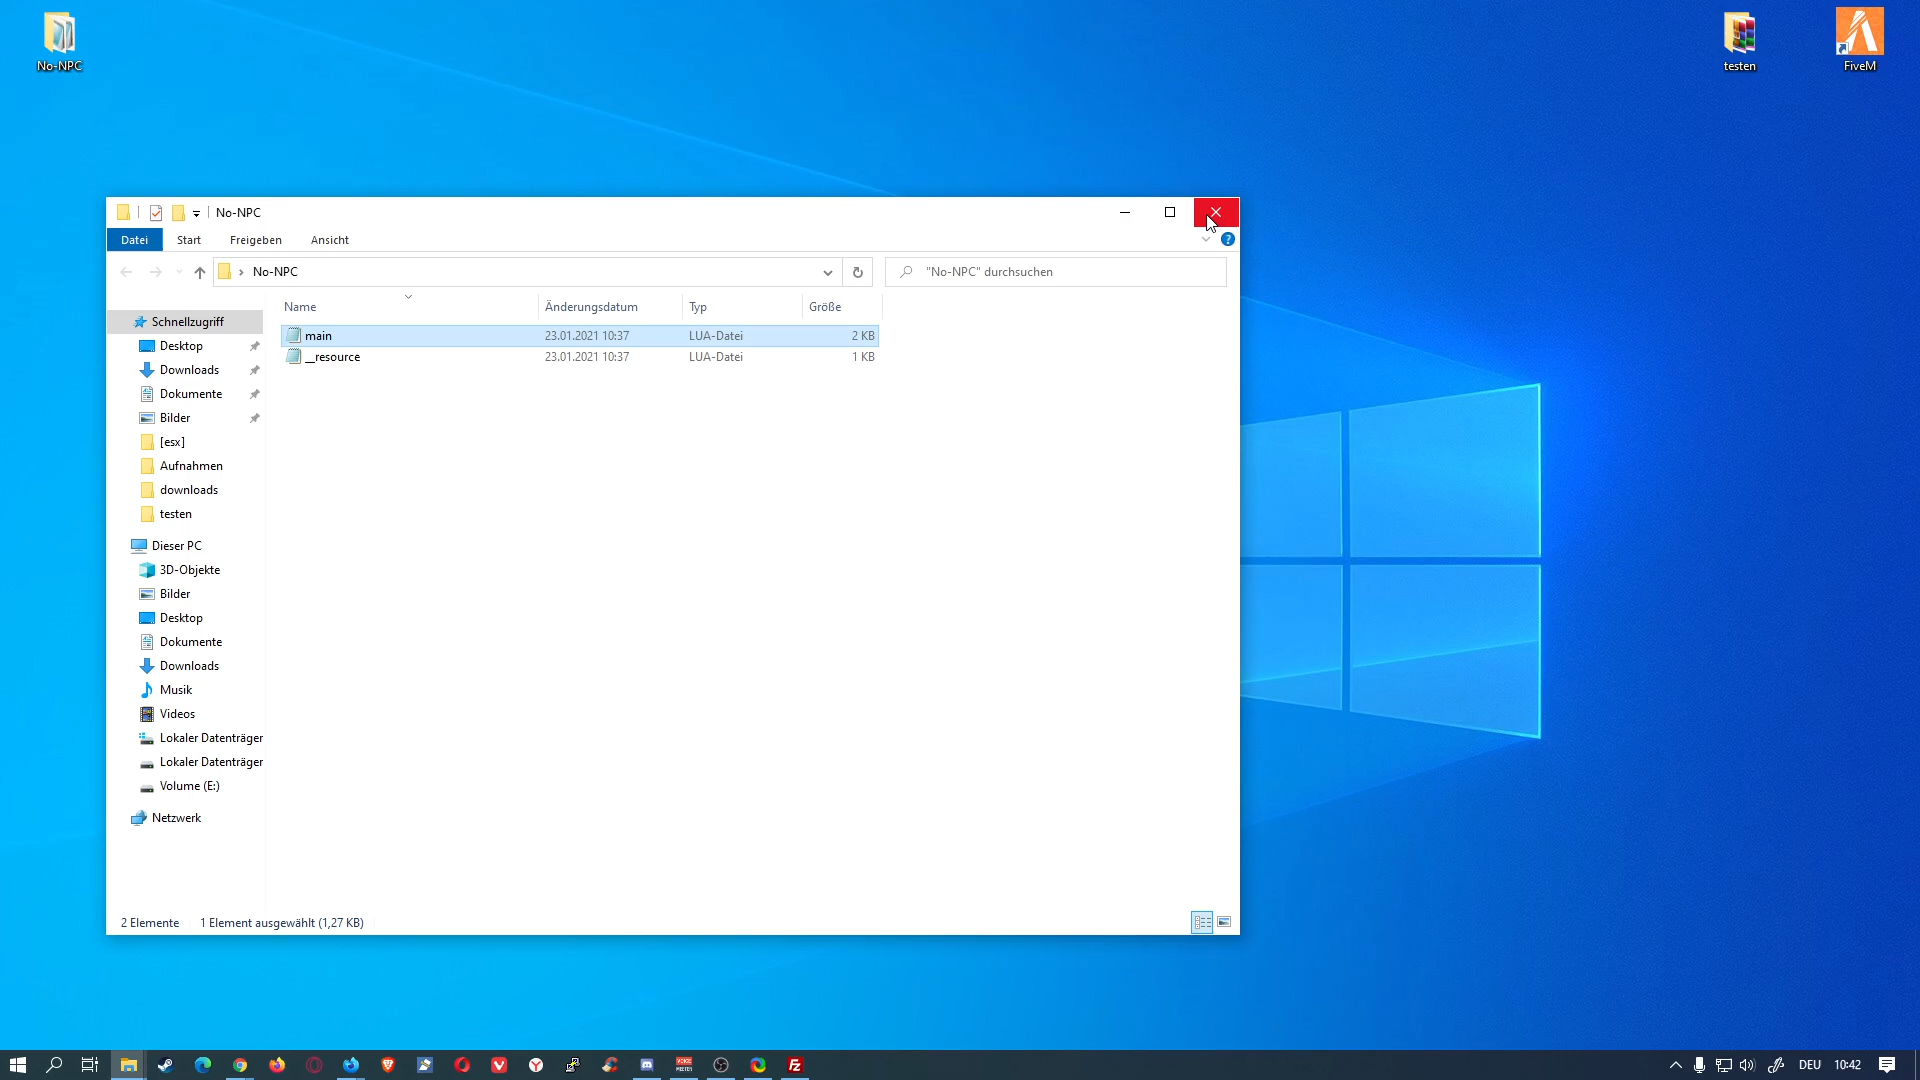 No-NPC
testen
FiveM
No-NPC
Datei
Start
Freigeben
Ansicht
No-NPC
"No-NPC" durchsuchen
Name
Änderungsdatum
Typ
Größe
main
23.01.2021 10:37
LUA-Datei
2 KB
__resource
23.01.2021 10:37
LUA-Datei
1 KB
Schnellzugriff
Desktop
Downloads
Dokumente
Bilder
[esx]
Aufnahmen
downloads
testen
Dieser PC
3D-Objekte
Bilder
Desktop
Dokumente
Downloads
Musik
Videos
Lokaler Datenträger
Lokaler Datenträger
Volume (E:)
Netzwerk
2 Elemente
1 Element ausgewählt (1,27 KB)
DEU
10:42